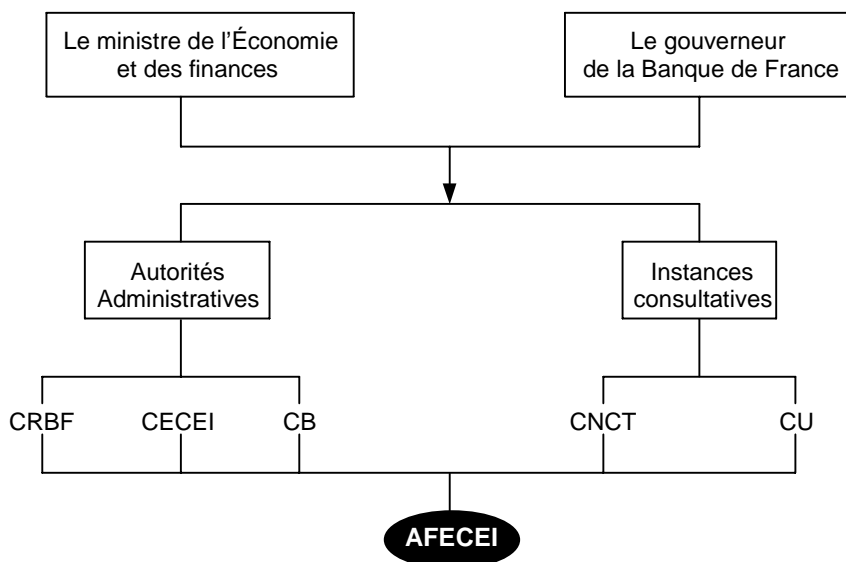 Le ministre de l’Économie
et des finances
Le gouverneur
de la Banque de France
Autorités
Administratives
Instances
consultatives
CRBF
CECEI
CB
CNCT
CU
AFECEI